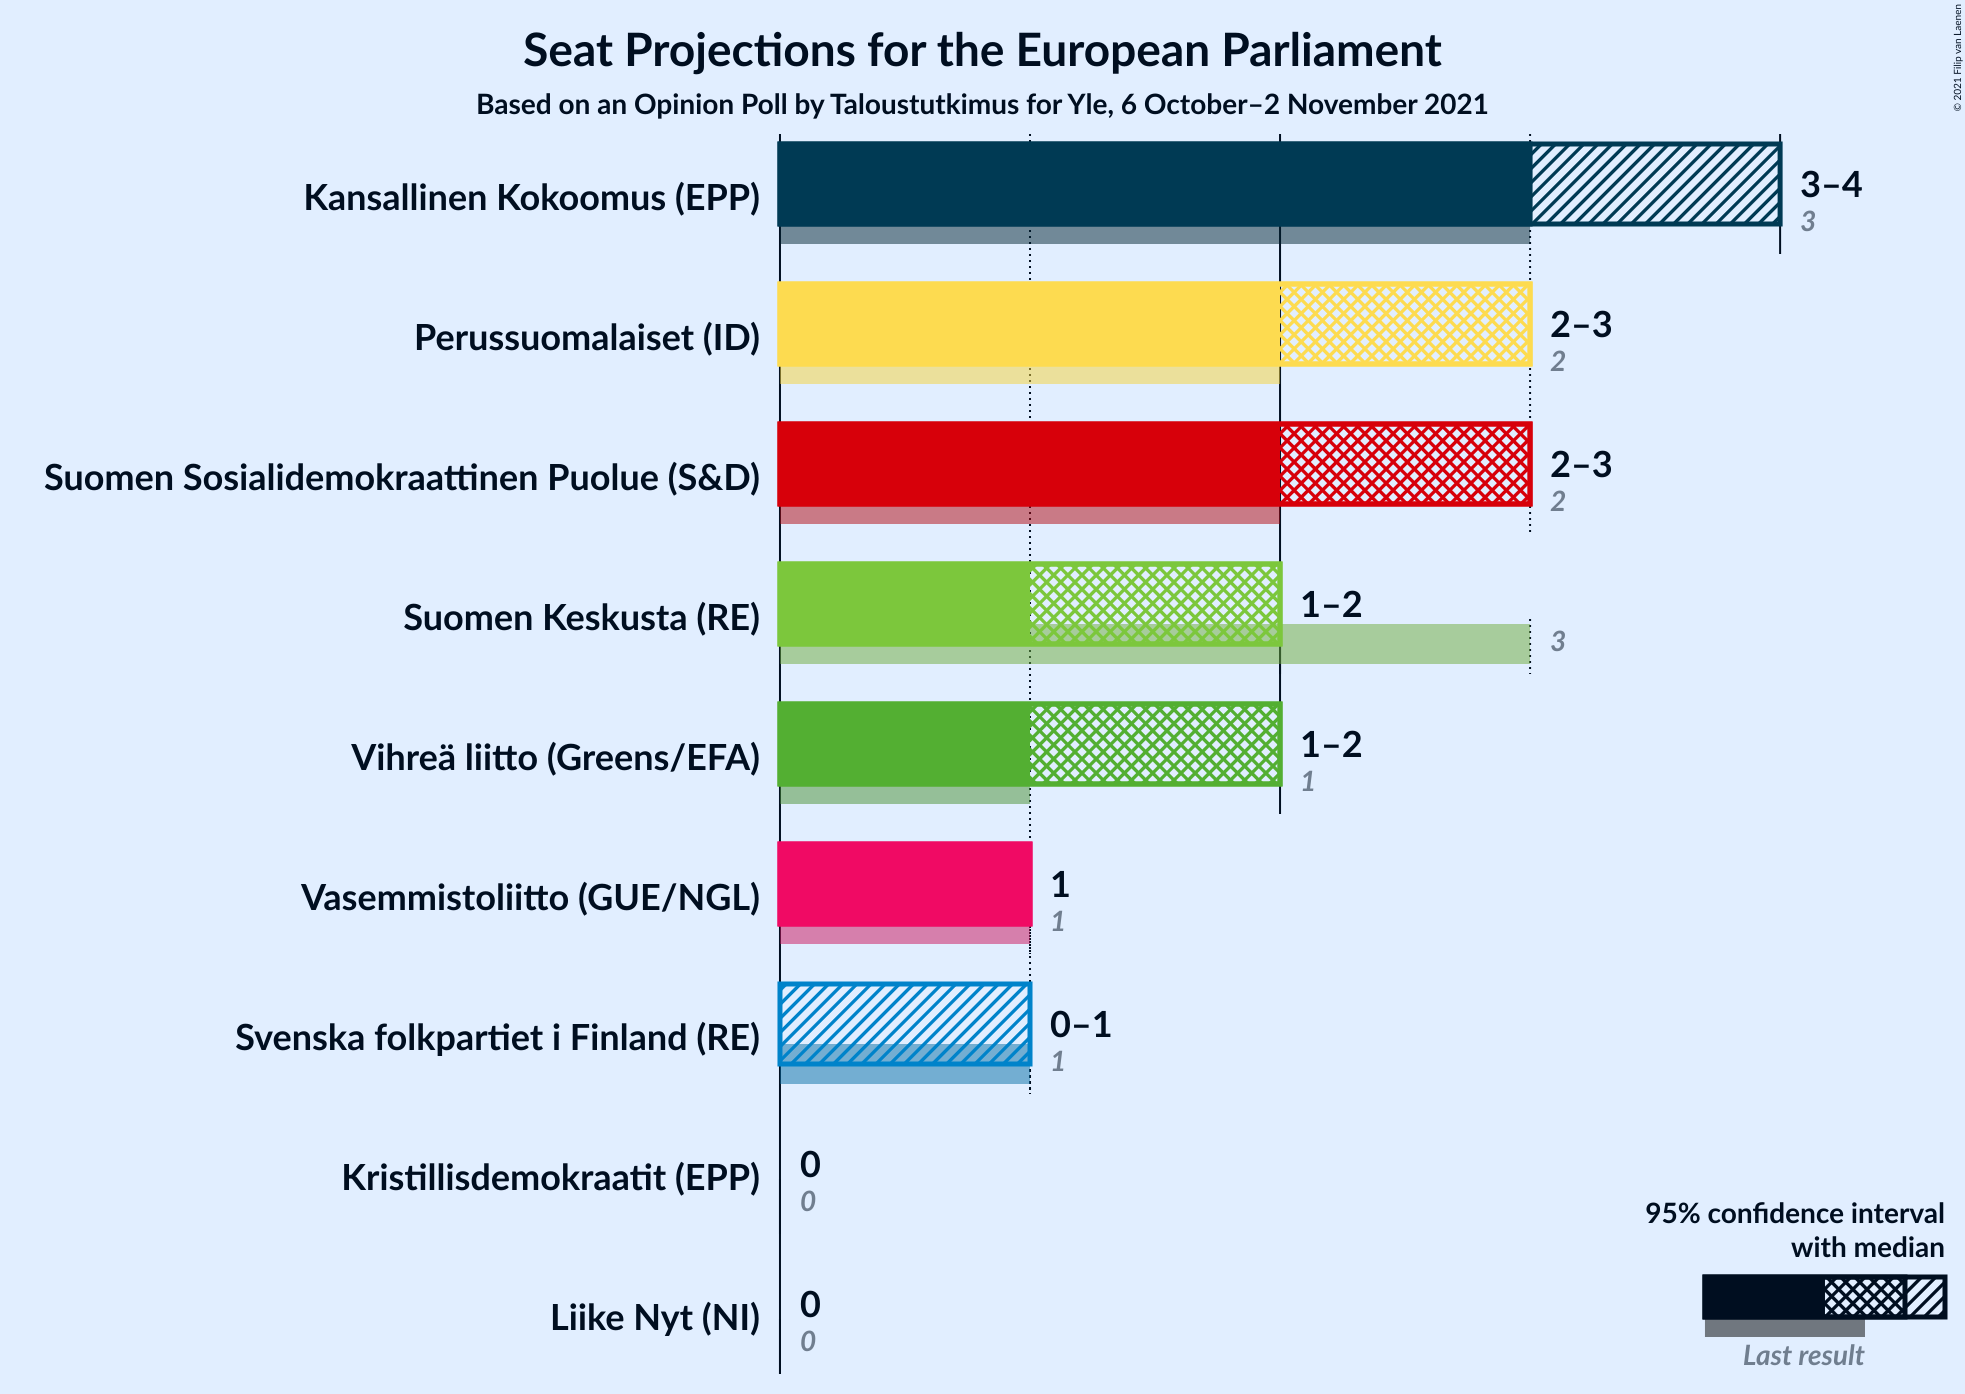 Seat Projections for the European Parliament
Based on an Opinion Poll by Taloustutkimus for Yle, 6 October–2 November 2021
© 2021 Filip van Laenen
Kansallinen Kokoomus (EPP)
3–4
3
Perussuomalaiset (ID)
2–3
2
Suomen Sosialidemokraattinen Puolue (S&D)
2–3
2
Suomen Keskusta (RE)
1–2
3
Vihreä liitto (Greens/EFA)
1–2
1
Vasemmistoliitto (GUE/NGL)
1
1
Svenska folkpartiet i Finland (RE)
0–1
1
Kristillisdemokraatit (EPP)
0
0
Liike Nyt (NI)
0
0
95% confidence interval
with median
Last result